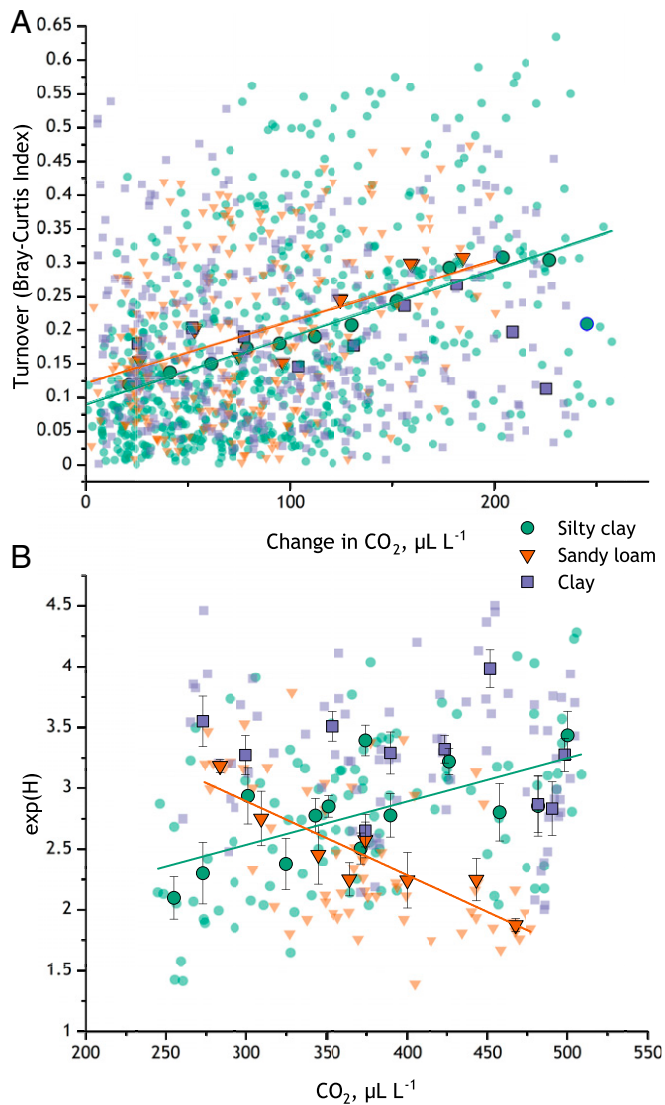 A
0.65
0.6
0.55
0.5
0.45
0.4
0.35
0.3
0.25
0.2
0.15
0.1
0.05
0
Turnover (Bray-Curtis Index)
0 100 200
Change in CO₂, µL L⁻¹
Silty clay
Sandy loam
Clay
B
4.5
4
3.5
3
2.5
2
1.5
1
exp(H)
200 250 300 350 400 450 500 550
CO₂, µL L⁻¹